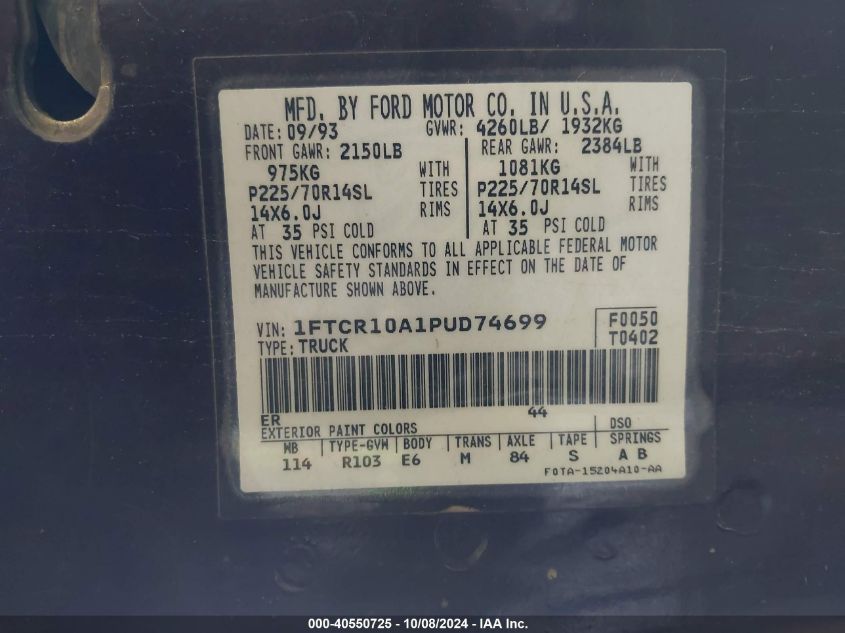 MFD. BY FORD MOTOR CO. IN U.S.A.
DATE: 09/93 GVWR: 4260LB/ 1932KG
FRONT GAWR: 2150LB REAR GAWR: 2384LB
975KG WITH 1081KG WITH
P225/70R14SL TIRES P225/70R14SL TIRES
14X6.0J RIMS 14X6.0J RIMS
AT 35 PSI COLD AT 35 PSI COLD
THIS VEHICLE CONFORMS TO ALL APPLICABLE FEDERAL MOTOR
VEHICLE SAFETY STANDARDS IN EFFECT ON THE DATE OF
MANUFACTURE SHOWN ABOVE.
VIN: 1FTCR10A1PUD74699 F0050
TYPE: TRUCK T0402
ER 44
EXTERIOR PAINT COLORS DSO
WB TYPE-GVW BODY TRANS AXLE TAPE SPRINGS
114 R103 E6 M 84 S A B
F0TA-15204A10-AA
000-40550725 - 10/08/2024 - IAA Inc.